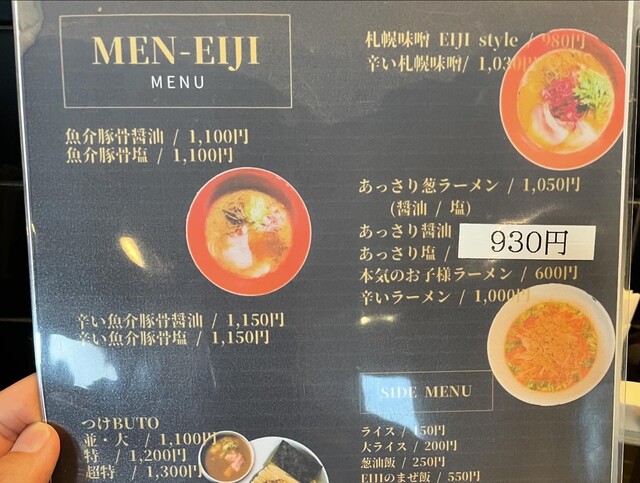 MEN-EIJI
MENU
魚介豚骨醤油 / 1,100円
魚介豚骨塩 / 1,100円
辛い魚介豚骨醤油 / 1,150円
辛い魚介豚骨塩 / 1,150円
つけBUTO
並・大 / 1,100円
特 / 1,200円
超特 / 1,300円
札幌味噌 EIJI style / 980円
辛い札幌味噌/ 1,030円
あっさり葱ラーメン / 1,050円
(醤油 / 塩)
あっさり醤油
あっさり塩 /
930円
本気のお子様ラーメン / 600円
辛いラーメン / 1,000円
SIDE MENU
ライス / 150円
大ライス / 200円
葱油飯 / 250円
EIJIのまぜ飯 / 550円